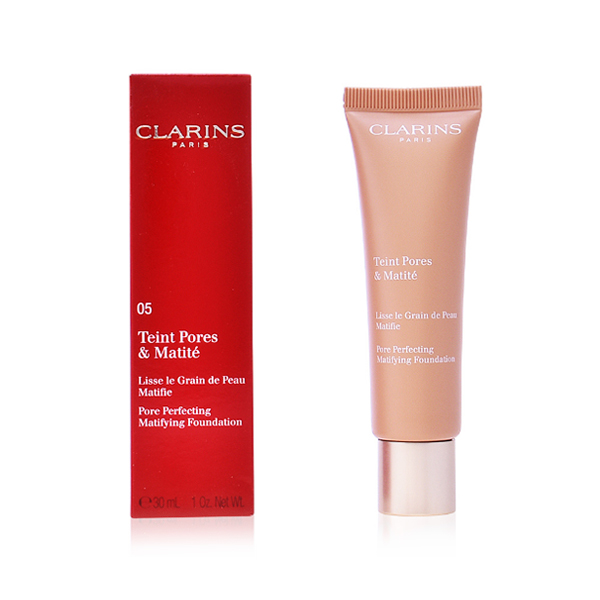 CLARINS
PARIS
05
Teint Pores
& Matité
Lisse le Grain de Peau
Matifie
Pore Perfecting
Matifying Foundation
℮30 mL 1 Oz. Net Wt.
CLARINS
PARIS
Teint Pores
& Matité
Lisse le Grain de Peau
Matifie
Pore Perfecting
Matifying Foundation